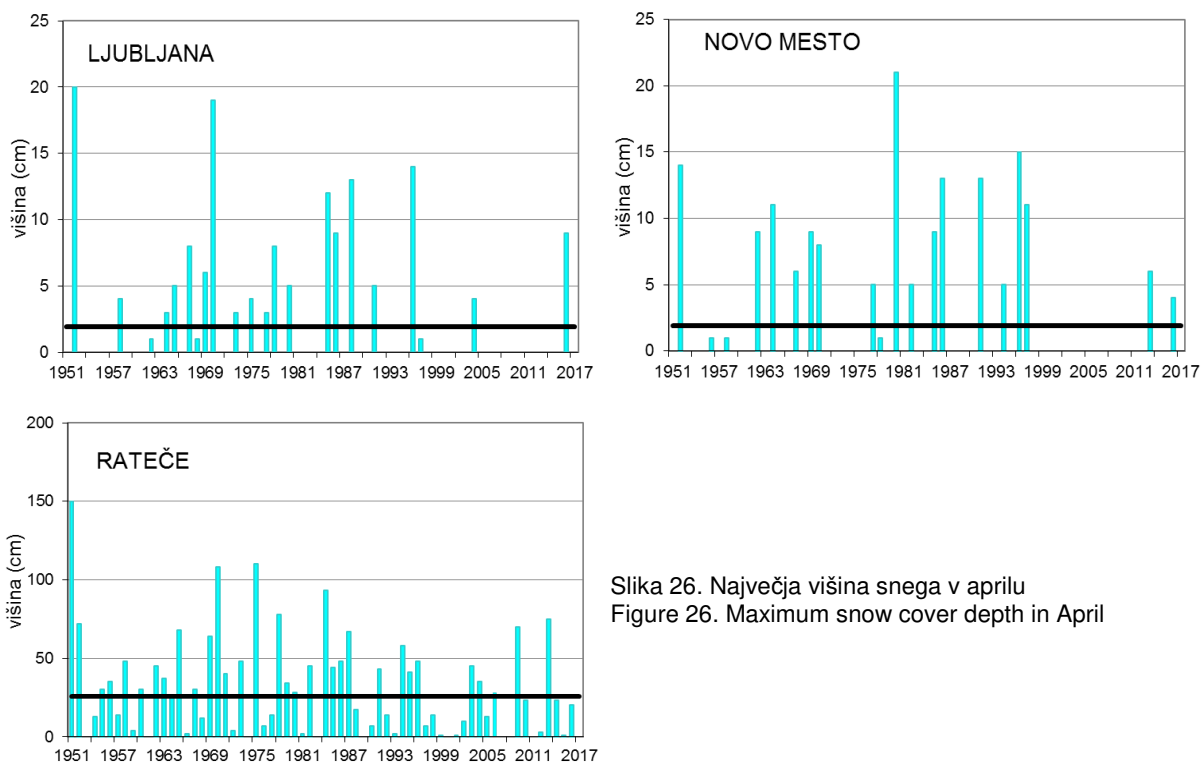 LJUBLJANA
višina (cm)
25
20
15
10
5
0
1951 1957 1963 1969 1975 1981 1987 1993 1999 2005 2011 2017
NOVO MESTO
višina (cm)
25
20
15
10
5
0
1951 1957 1963 1969 1975 1981 1987 1993 1999 2005 2011 2017
RATEČE
višina (cm)
200
150
100
50
0
1951 1957 1963 1969 1975 1981 1987 1993 1999 2005 2011 2017
Slika 26. Največja višina snega v aprilu
Figure 26. Maximum snow cover depth in April